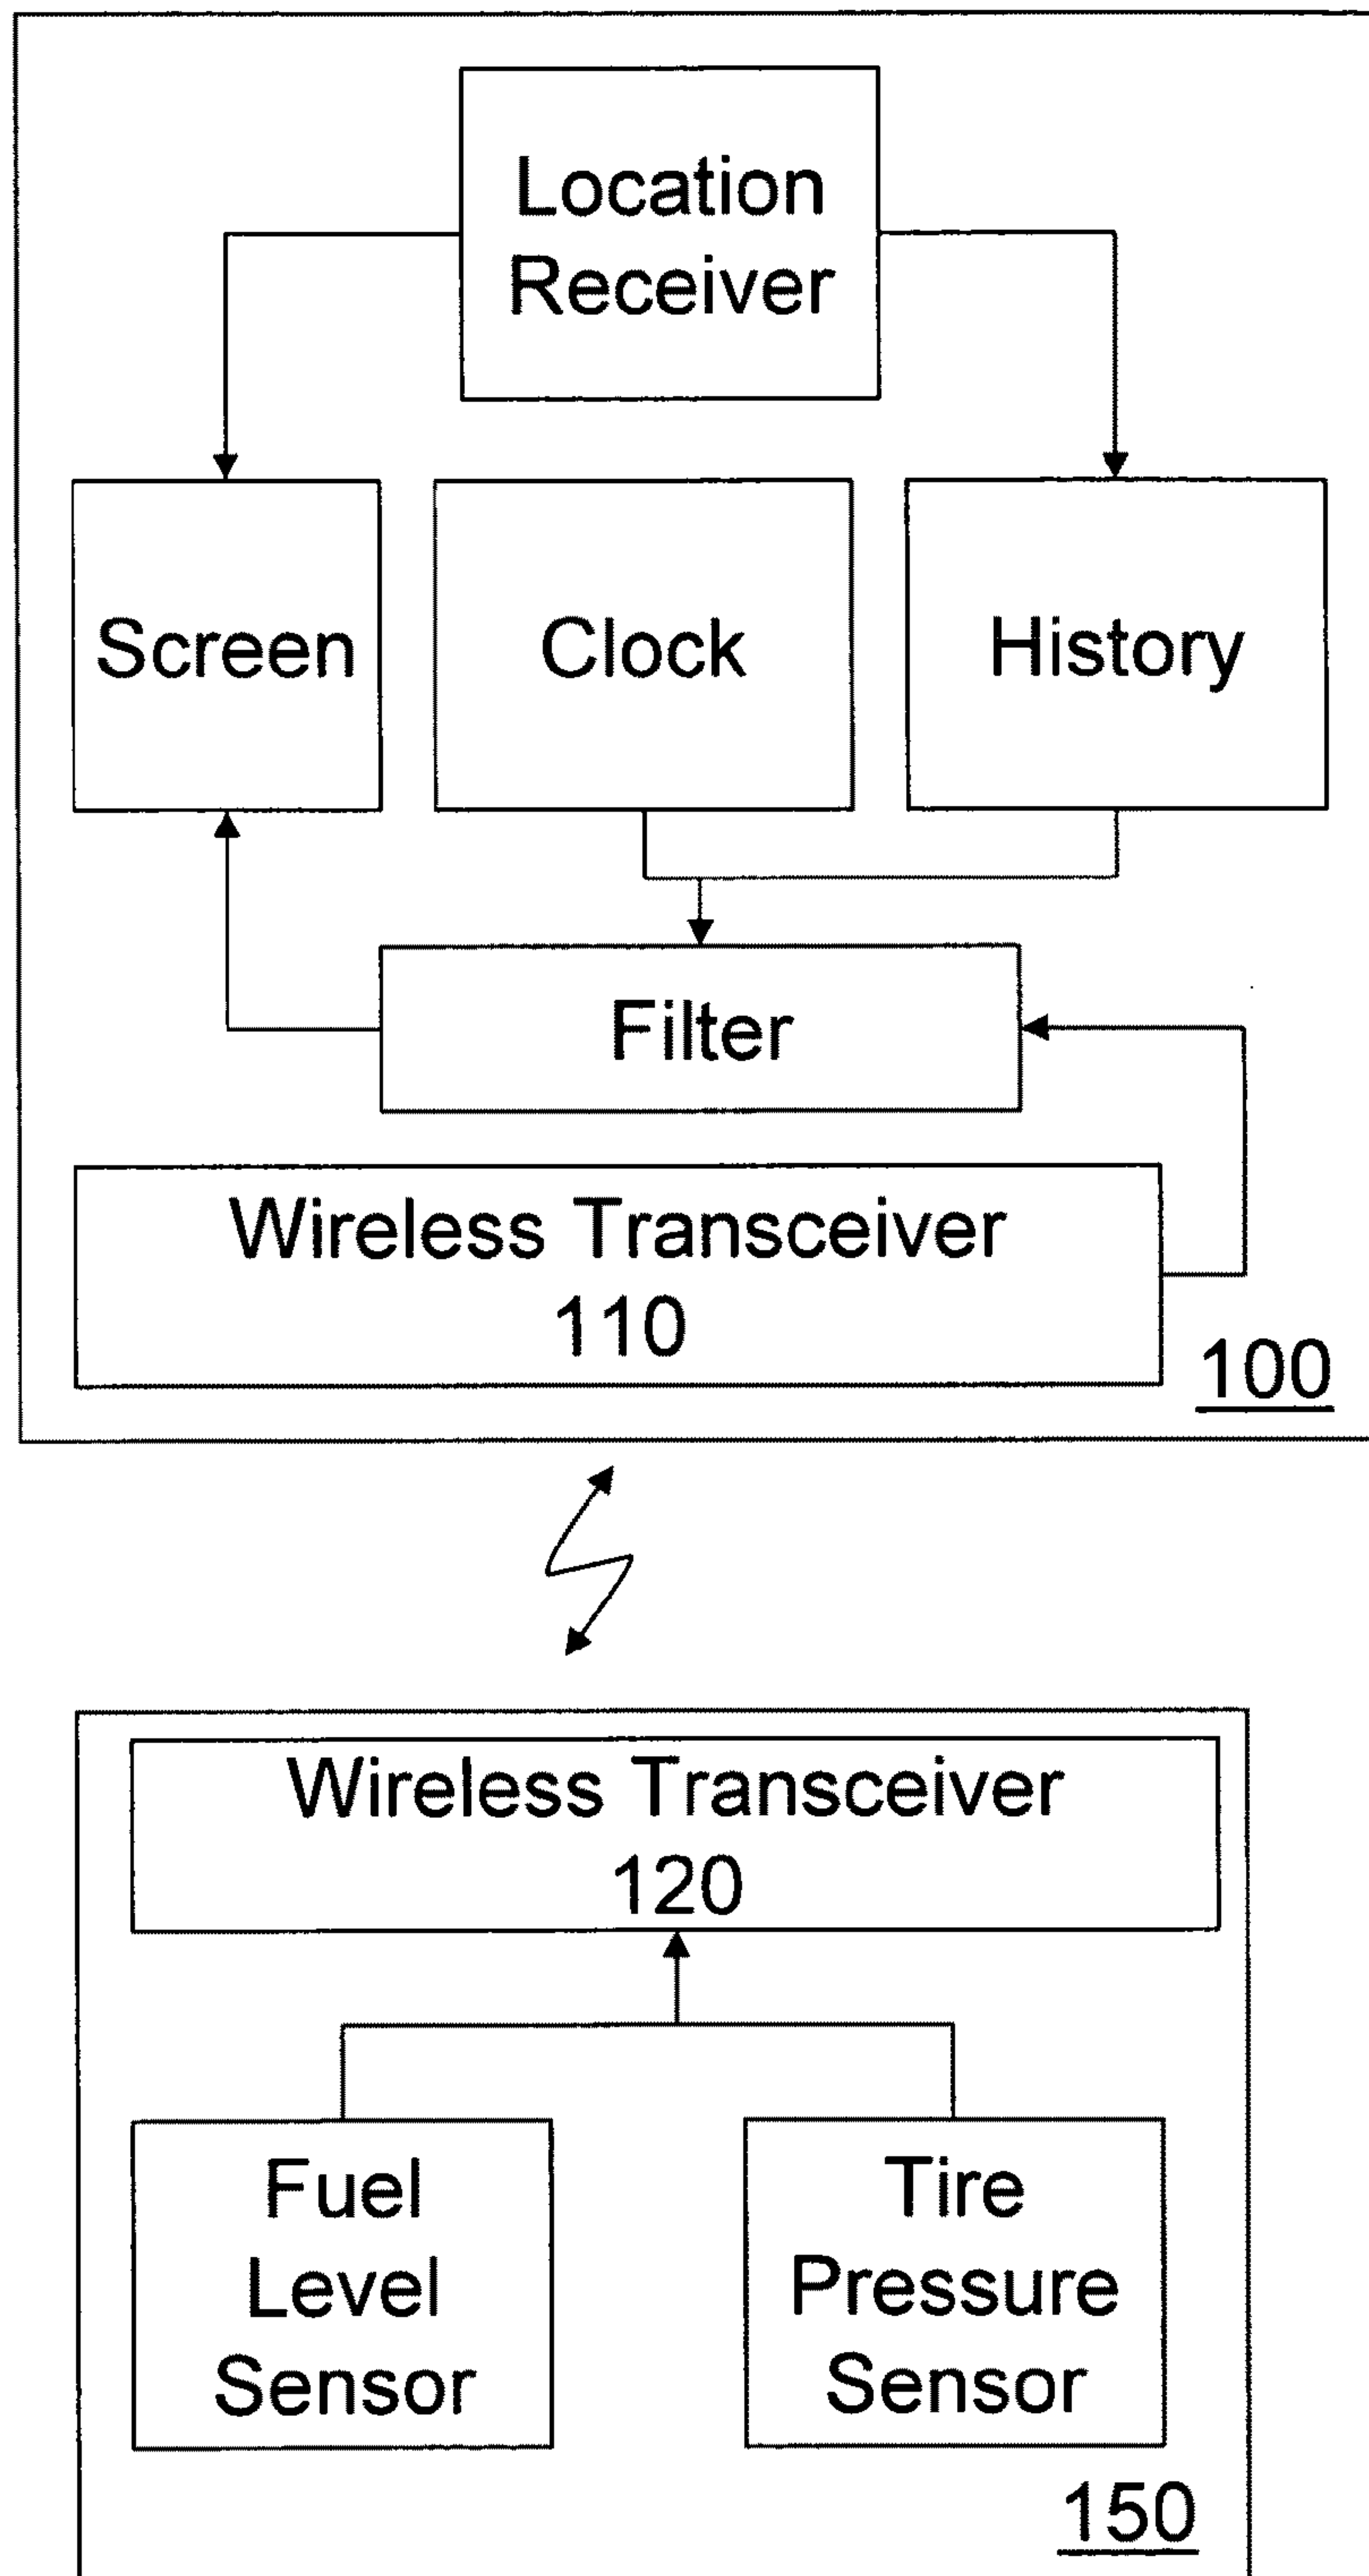 Location
Receiver
Screen
Clock
History
Filter
Wireless Transceiver
110
100
Wireless Transceiver
120
Fuel
Level
Sensor
Tire
Pressure
Sensor
150